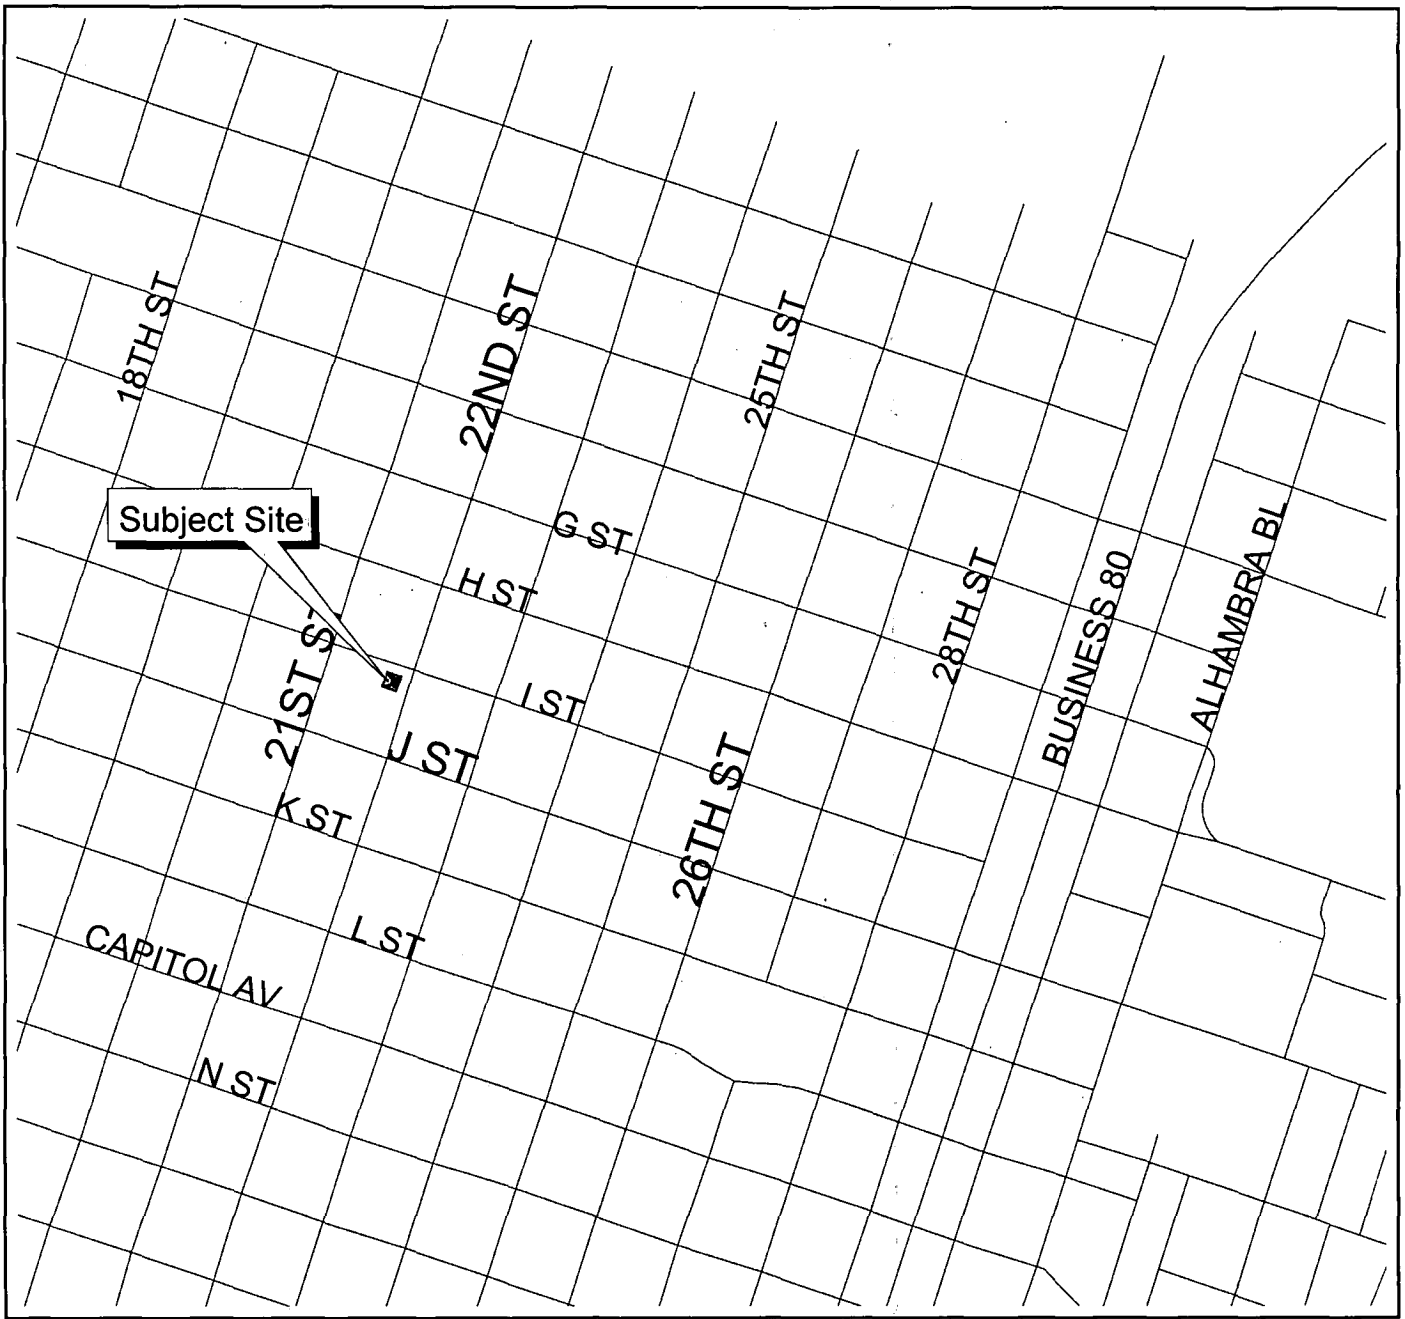 18TH ST
22ND ST
25TH ST
Subject Site
G ST
H ST
28TH ST
BUSINESS 80
ALHAMBRA BL
21ST ST
I ST
J ST
26TH ST
K ST
L ST
CAPITOL AV
N ST